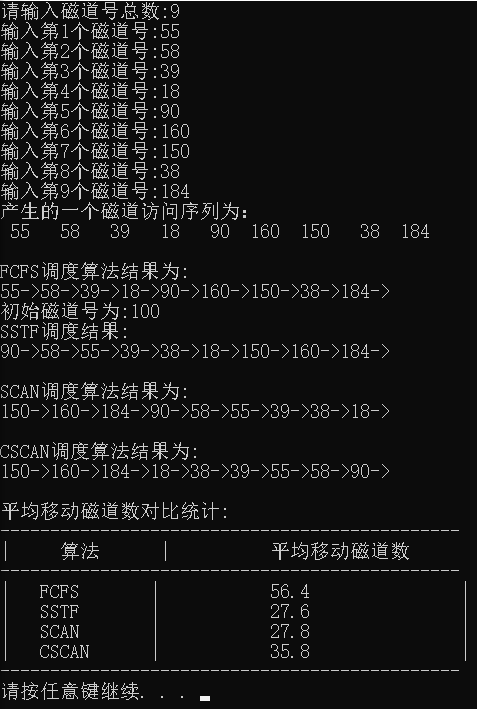 请输入磁道号总数:9
输入第1个磁道号:55
输入第2个磁道号:58
输入第3个磁道号:39
输入第4个磁道号:18
输入第5个磁道号:90
输入第6个磁道号:160
输入第7个磁道号:150
输入第8个磁道号:38
输入第9个磁道号:184
产生的一个磁道访问序列为:
55 58 39 18 90 160 150 38 184
FCFS调度算法结果为:
55->58->39->18->90->160->150->38->184->
初始磁道号为:100
SSTF调度结果:
90->58->55->39->38->18->150->160->184->
SCAN调度算法结果为:
150->160->184->90->58->55->39->38->18->
CSCAN调度算法结果为:
150->160->184->18->38->39->55->58->90->
平均移动磁道数对比统计:
| 算法 | 平均移动磁道数
| FCFS | 56.4 |
| SSTF | 27.6 |
| SCAN | 27.8 |
| CSCAN | 35.8 |
请按任意键继续. . .